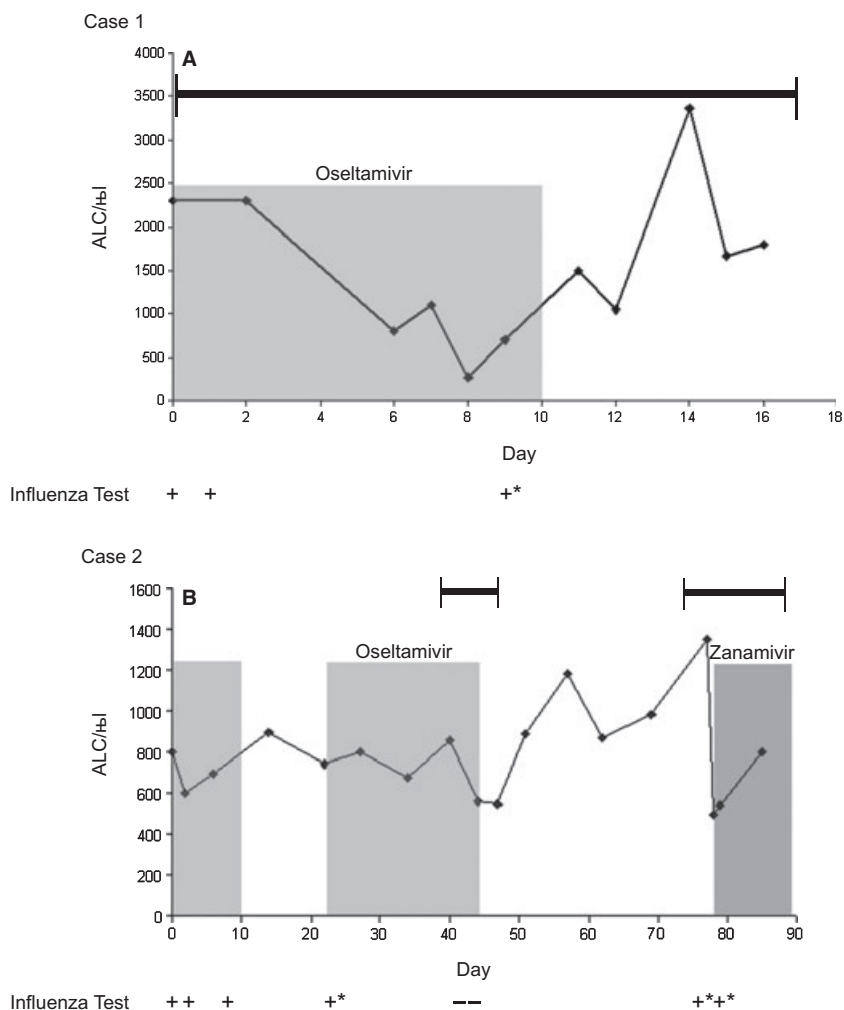 Case 1
A
4000
3500
3000
2500
2000
1500
1000
500
0
ALC/њl
Oseltamivir
0 2 4 6 8 10 12 14 16 18
Day
Influenza Test + + +*
Case 2
B
1600
1400
1200
1000
800
600
400
200
0
ALC/њl
Oseltamivir
Zanamivir
0 10 20 30 40 50 60 70 80 90
Day
Influenza Test ++ + +* −− +*+*